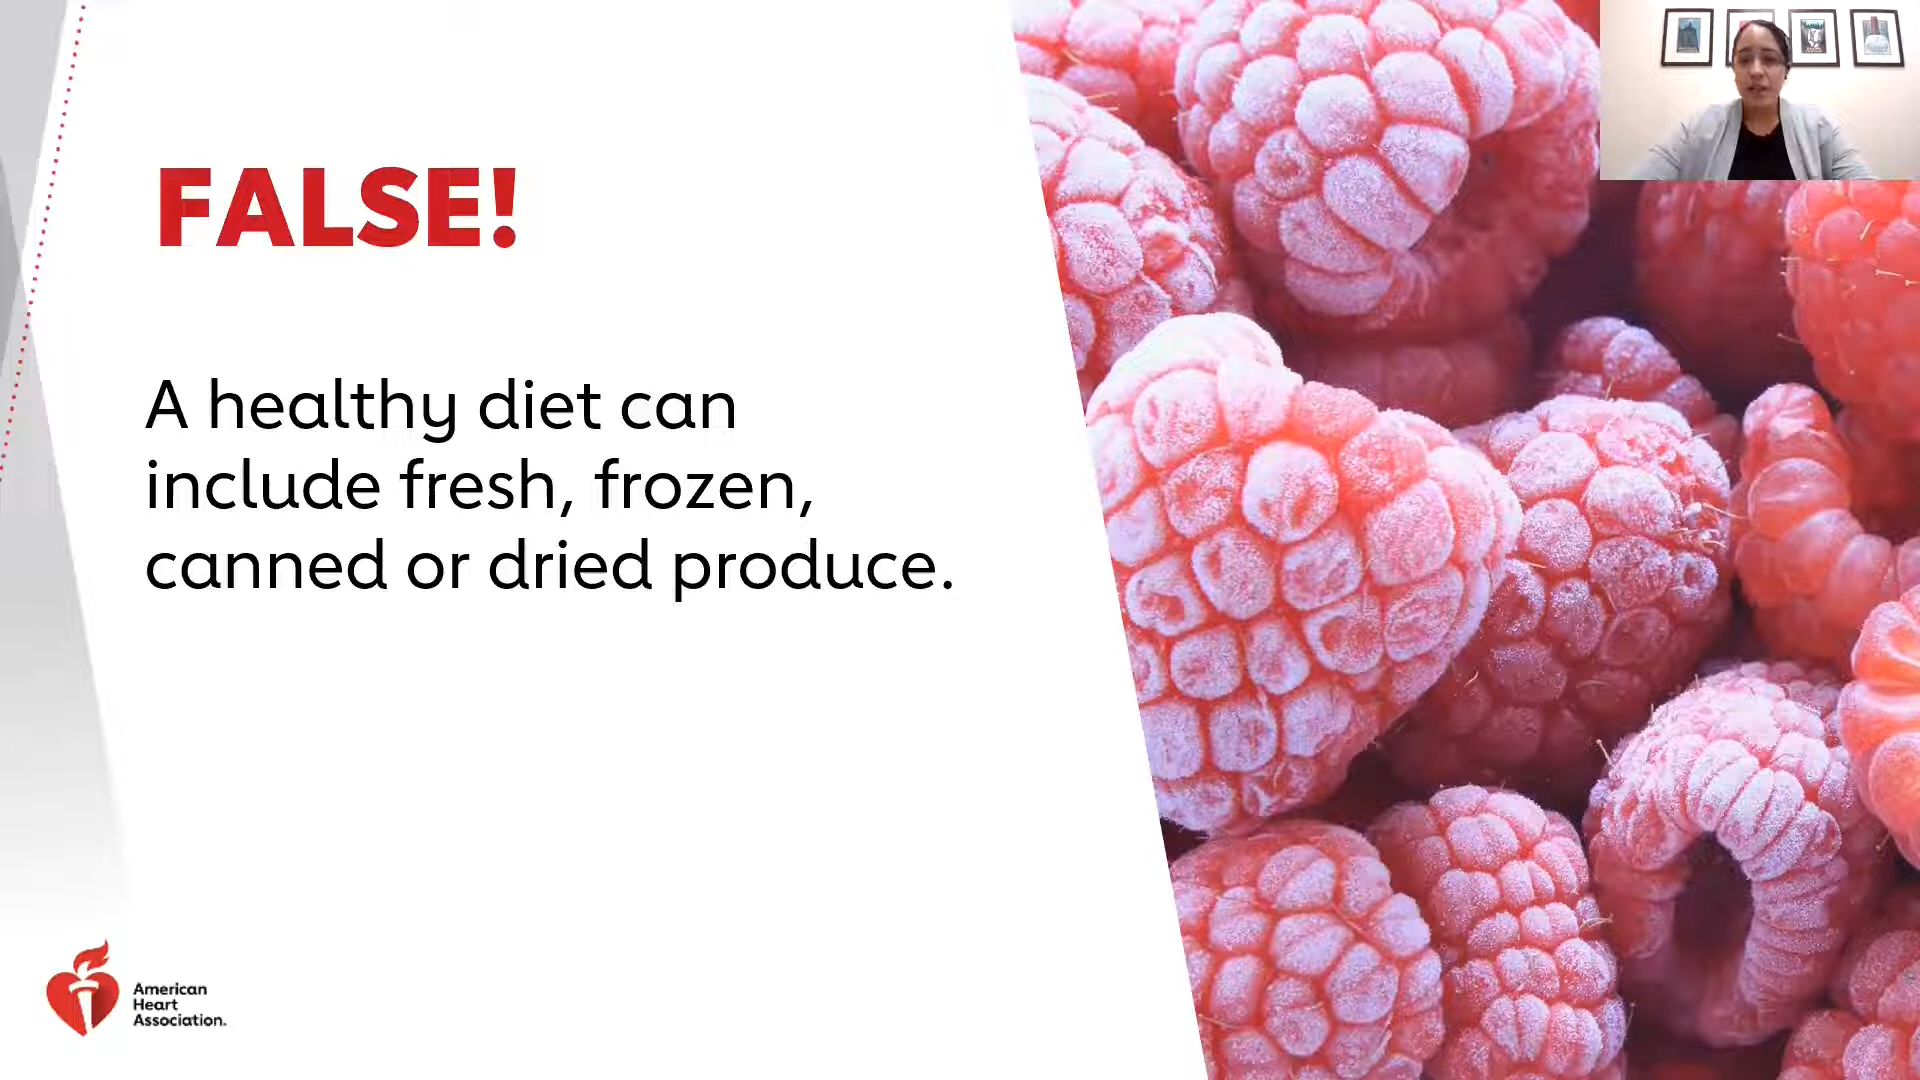 FALSE!
A healthy diet can
include fresh, frozen,
canned or dried produce.
American
Heart
Association.